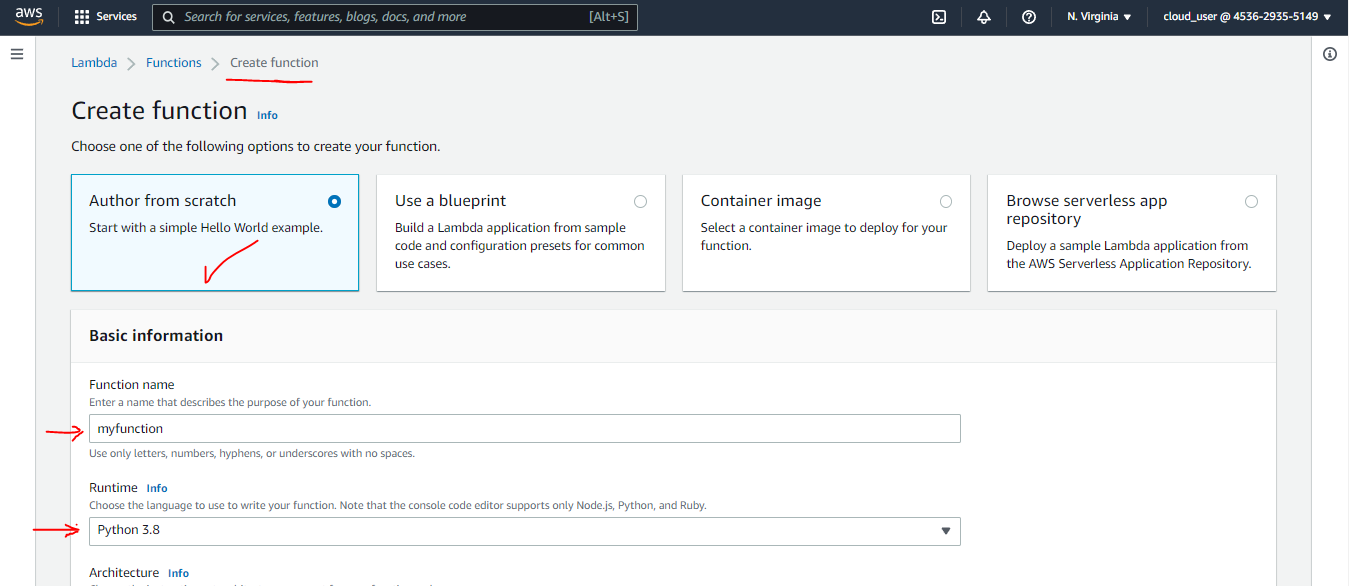 aws Services Search for services, features, blogs, docs, and more [Alt+S] N. Virginia cloud_user @ 4536-2935-5149
Lambda Functions Create function
Create function Info
Choose one of the following options to create your function.
Author from scratch
Start with a simple Hello World example.
Use a blueprint
Build a Lambda application from sample
code and configuration presets for common
use cases.
Container image
Select a container image to deploy for your
function.
Browse serverless app
repository
Deploy a sample Lambda application from
the AWS Serverless Application Repository.
Basic information
Function name
Enter a name that describes the purpose of your function.
myfunction
Use only letters, numbers, hyphens, or underscores with no spaces.
Runtime Info
Choose the language to use to write your function. Note that the console code editor supports only Node.js, Python, and Ruby.
Python 3.8
Architecture Info